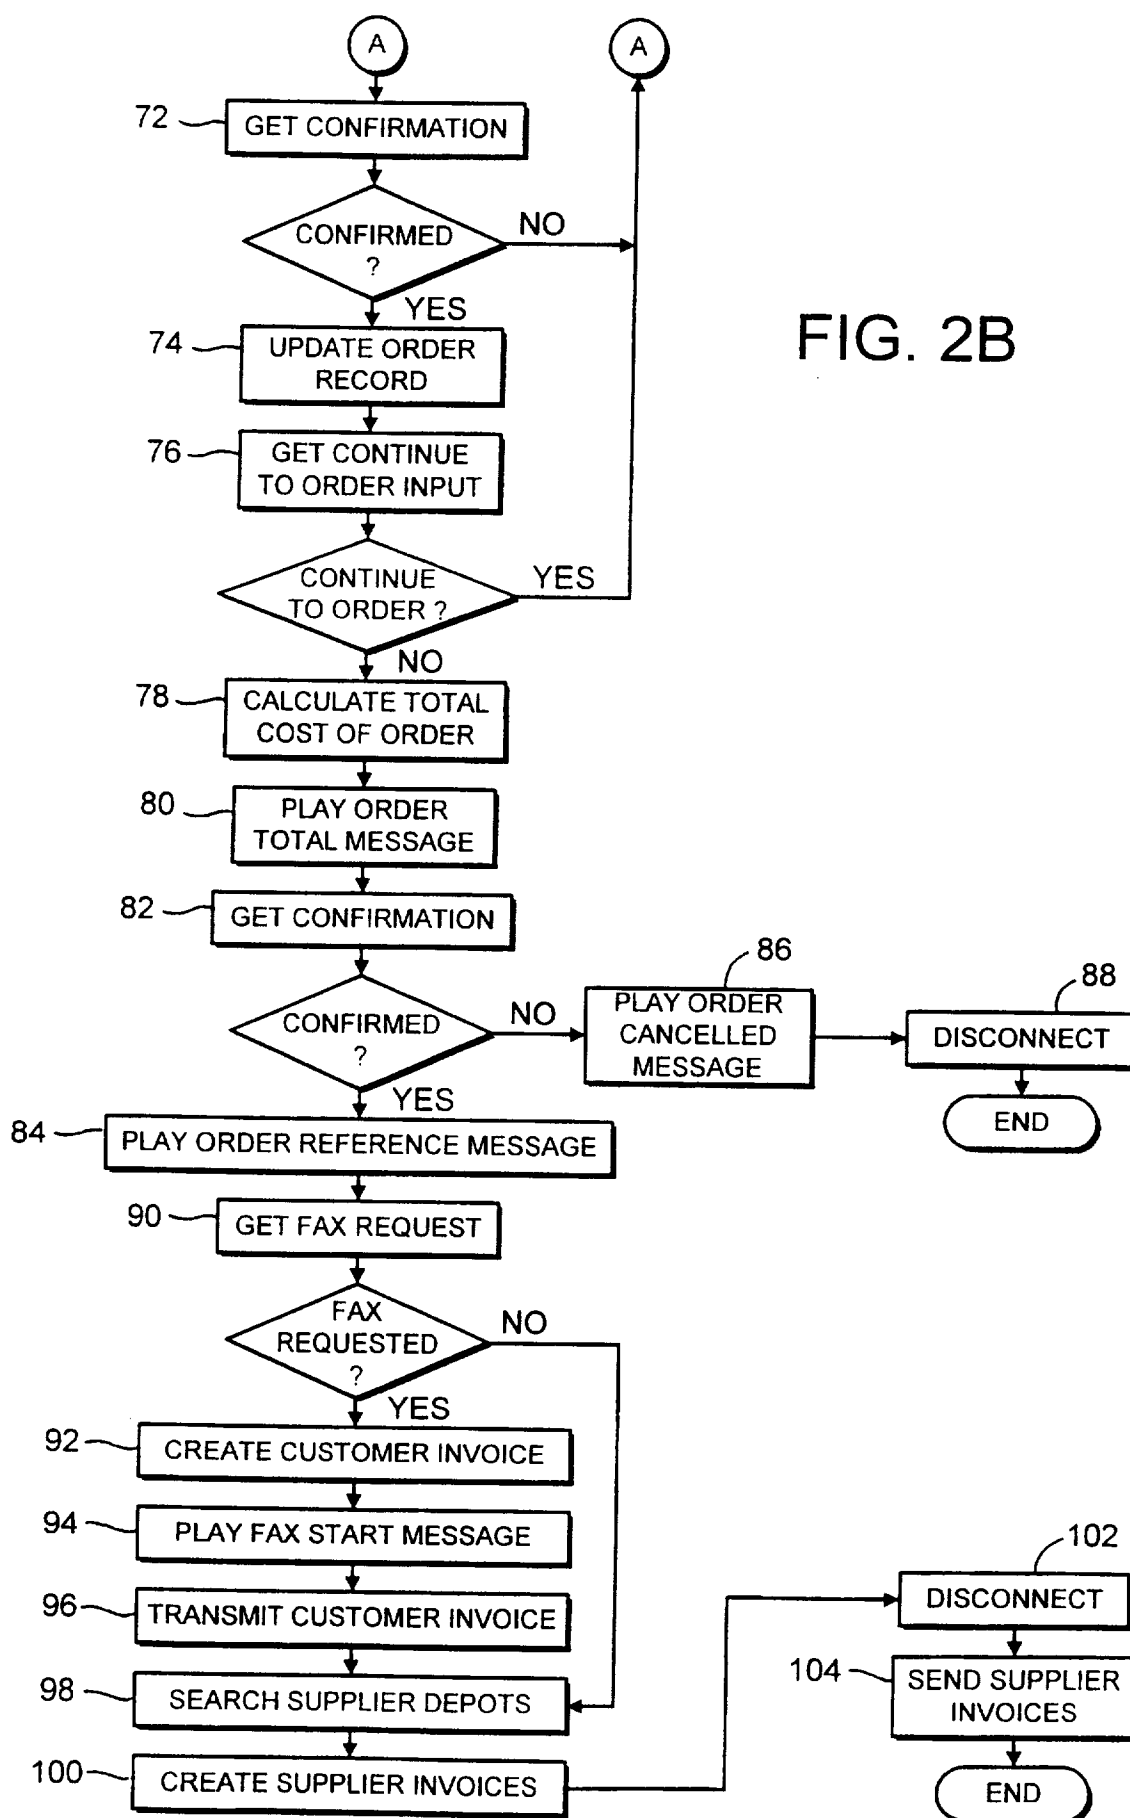 A
A
72
GET CONFIRMATION
CONFIRMED
?
NO
YES
FIG. 2B
74
UPDATE ORDER
RECORD
76
GET CONTINUE
TO ORDER INPUT
CONTINUE
TO ORDER ?
YES
NO
78
CALCULATE TOTAL
COST OF ORDER
80
PLAY ORDER
TOTAL MESSAGE
82
GET CONFIRMATION
CONFIRMED
?
NO
86
PLAY ORDER
CANCELLED
MESSAGE
88
DISCONNECT
END
YES
84
PLAY ORDER REFERENCE MESSAGE
90
GET FAX REQUEST
FAX
REQUESTED
?
NO
YES
92
CREATE CUSTOMER INVOICE
94
PLAY FAX START MESSAGE
96
TRANSMIT CUSTOMER INVOICE
98
SEARCH SUPPLIER DEPOTS
100
CREATE SUPPLIER INVOICES
102
DISCONNECT
104
SEND SUPPLIER
INVOICES
END